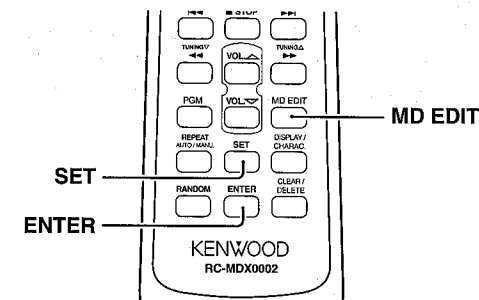 ■ STOP
TUNING▽ VOL.△ TUNING△
PGM VOL▽ MD EDIT
MD EDIT
REPEAT SET DISPLAY /
AUTO / MANU. CHARAC.
SET
CLEAR /
RANDOM ENTER DELETE
ENTER
KENWOOD
RC-MDX0002